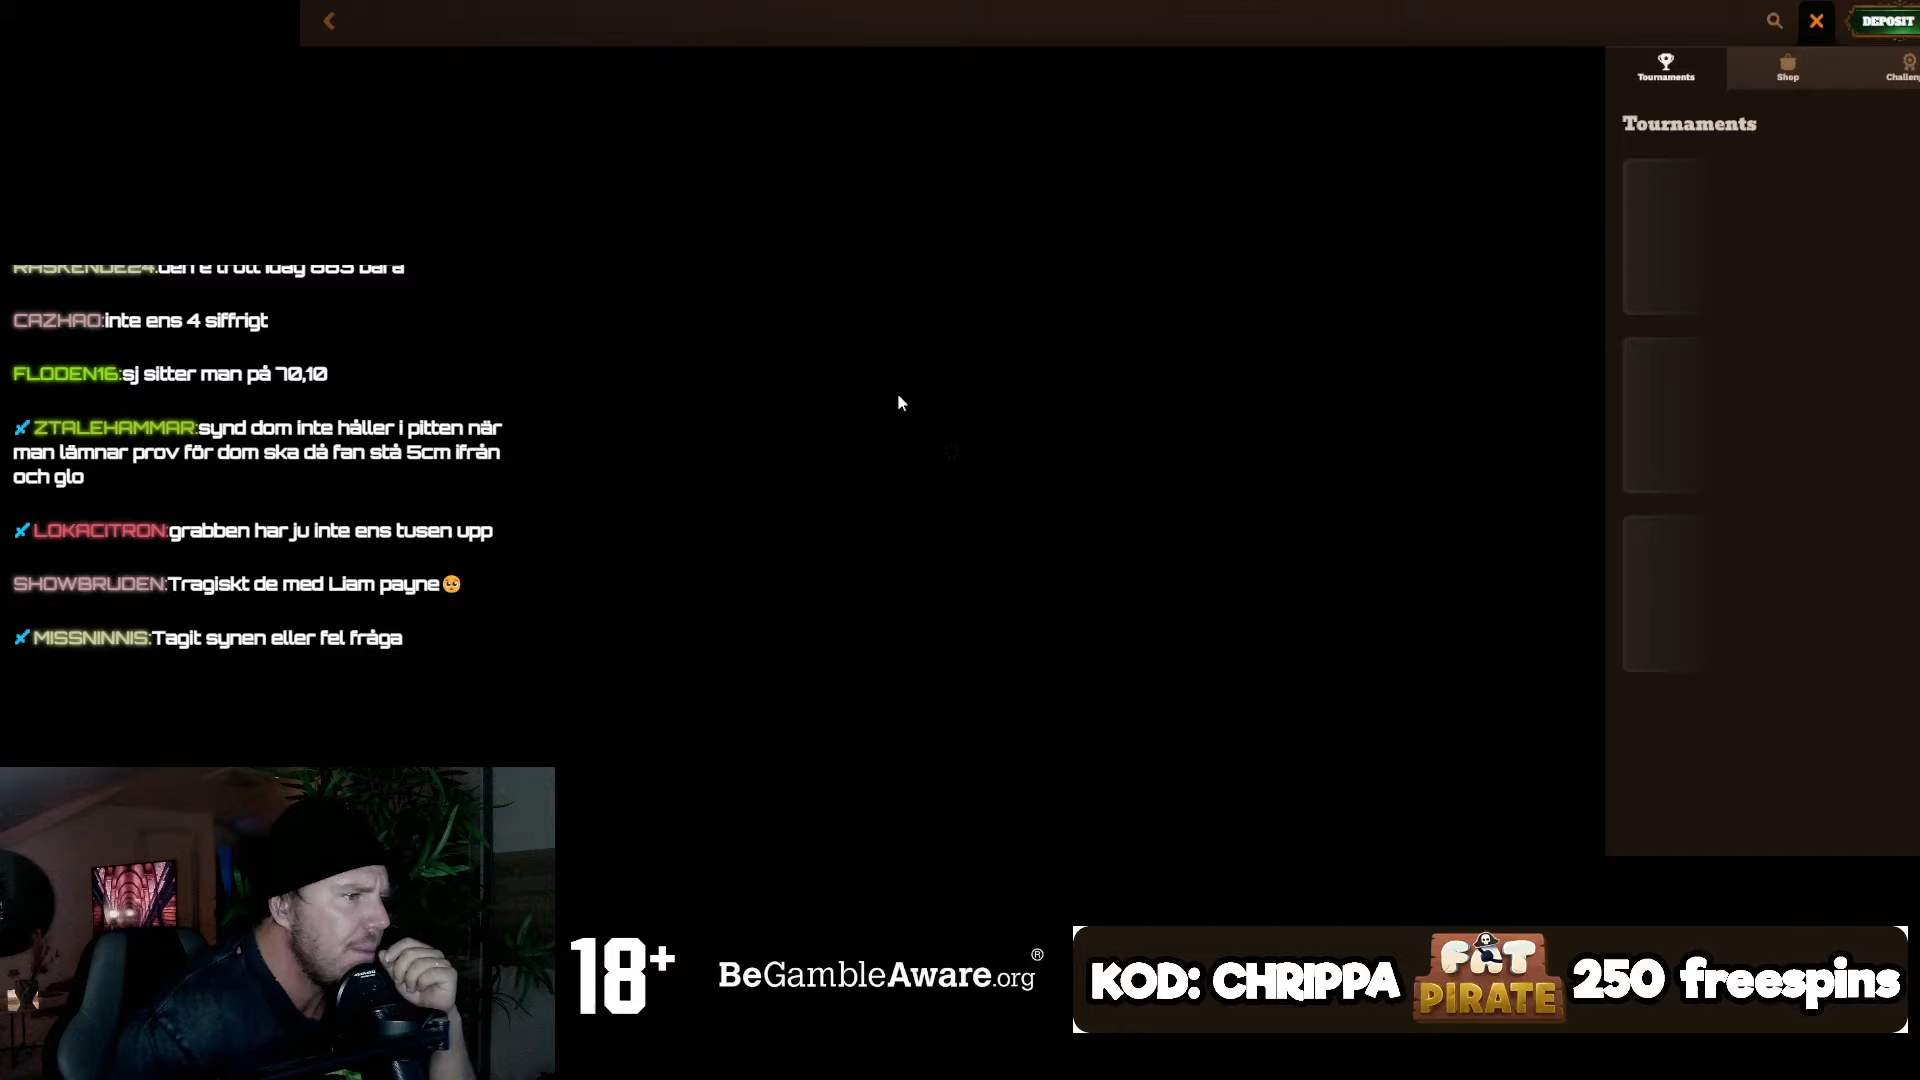 DEPOSIT
Tournaments
Shop
Challeng
Tournaments
CAZHAO:inte ens 4 siffrigt
FLODEN16:sj sitter man på 70,10
ZTALEHAMMAR:synd dom inte håller i pitten när
man lämnar prov för dom ska då fan stå 5cm ifrån
och glo
LOKACITRON:grabben har ju inte ens tusen upp
SHOWBRUDEN:Tragiskt de med Liam payne🥺
MISSNINNIS:Tagit synen eller fel fråga
18+
BeGambleAware.org®
KOD: CHRIPPA
FAT
PIRATE
250 freespins